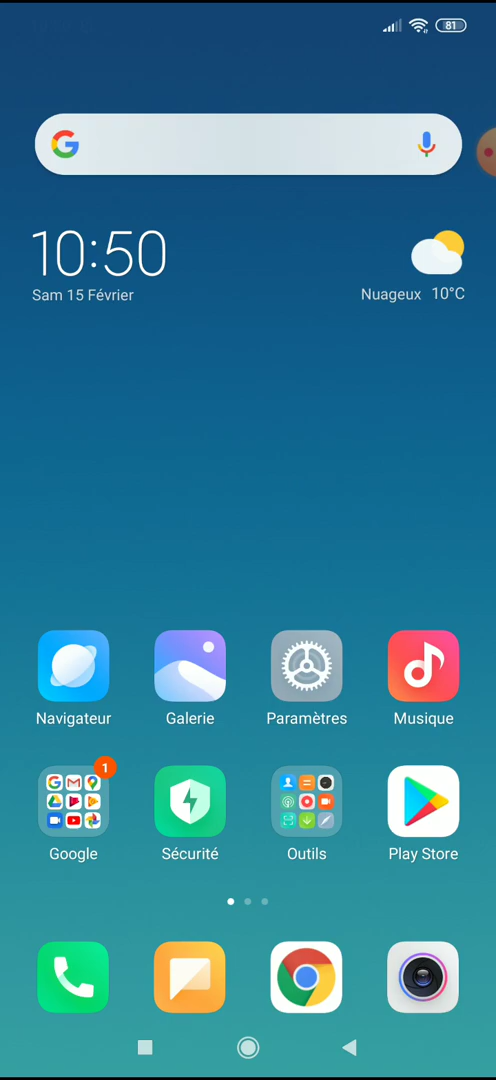 81
10:50
Sam 15 Février
Nuageux 10°C
Navigateur Galerie Paramètres Musique
1
Google Sécurité Outils Play Store